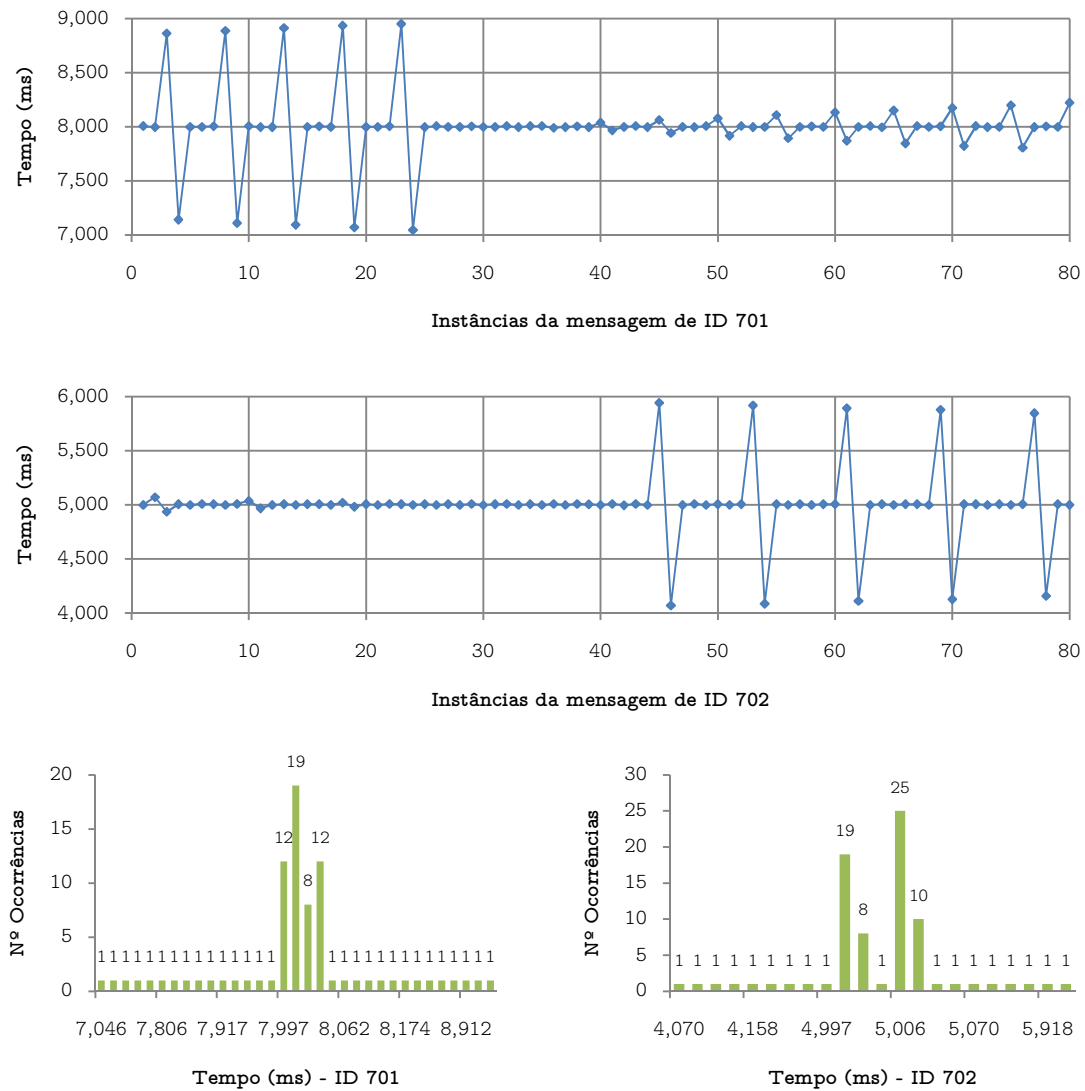 9,000
8,500
8,000
7,500
7,000
Tempo (ms)
0 10 20 30 40 50 60 70 80
Instâncias da mensagem de ID 701
6,000
5,500
5,000
4,500
4,000
Tempo (ms)
0 10 20 30 40 50 60 70 80
Instâncias da mensagem de ID 702
20
15
10
5
0
Nº Ocorrências
1 1 1 1 1 1 1 1 1 1 1 1 1 1 1 12 19 8 12 1 1 1 1 1 1 1 1 1 1 1 1 1 1
7,046 7,806 7,917 7,997 8,062 8,174 8,912
Tempo (ms) - ID 701
30
25
20
15
10
5
0
Nº Ocorrências
1 1 1 1 1 1 1 1 1 19 8 1 25 10 1 1 1 1 1 1 1 1
4,070 4,158 4,997 5,006 5,070 5,918
Tempo (ms) - ID 702